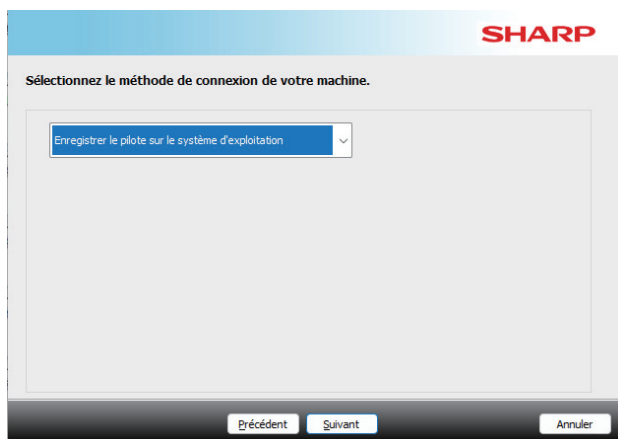 SHARP
Sélectionnez le méthode de connexion de votre machine.
Enregistrer le pilote sur le système d'exploitation
Précédent Suivant Annuler